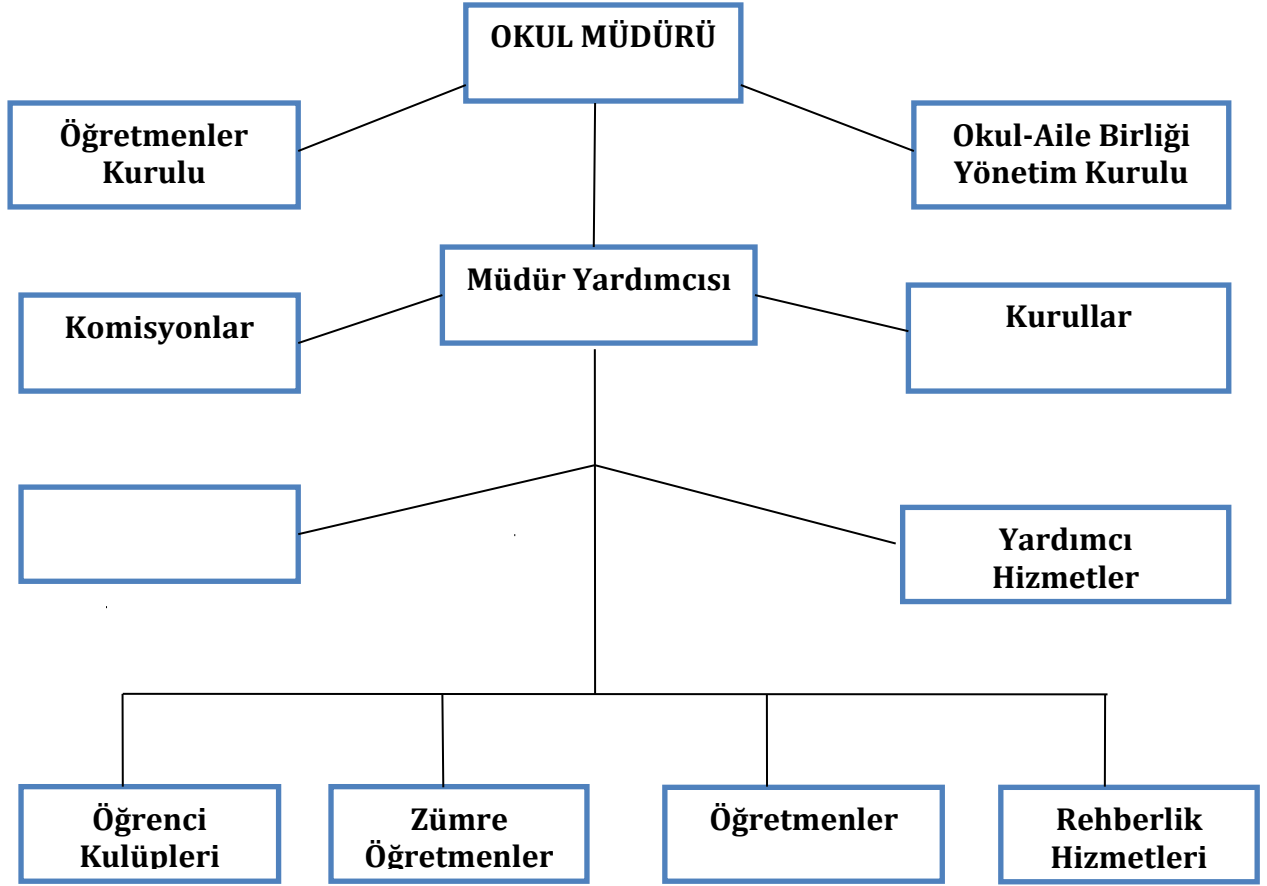 OKUL MÜDÜRÜ
Öğretmenler
Kurulu
Okul-Aile Birliği
Yönetim Kurulu
Müdür Yardımcısı
Komisyonlar
Kurullar
Yardımcı
Hizmetler
Öğrenci
Kulüpleri
Zümre
Öğretmenler
Öğretmenler
Rehberlik
Hizmetleri